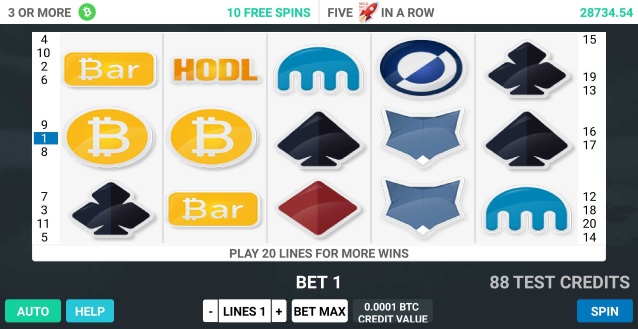 3 OR MORE 10 FREE SPINS FIVE IN A ROW 28734.54
4 15
10
2 Bar HODL 19
6 13
9 16
1 17
8
7 12
3 Bar 18
11 20
5 14
PLAY 20 LINES FOR MORE WINS
BET 1 88 TEST CREDITS
AUTO HELP - LINES 1 + BET MAX 0.0001 BTC SPIN
CREDIT VALUE